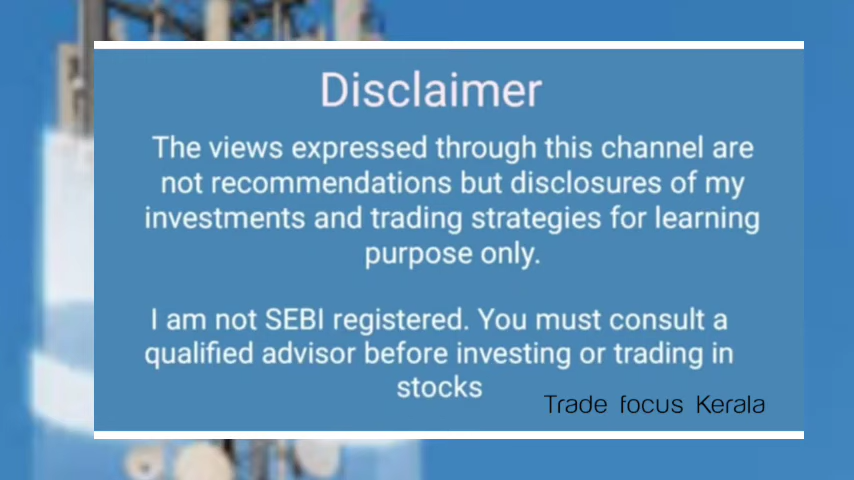 Disclaimer
The views expressed through this channel are
not recommendations but disclosures of my
investments and trading strategies for learning
purpose only.
I am not SEBI registered. You must consult a
qualified advisor before investing or trading in
stocks
Trade focus Kerala